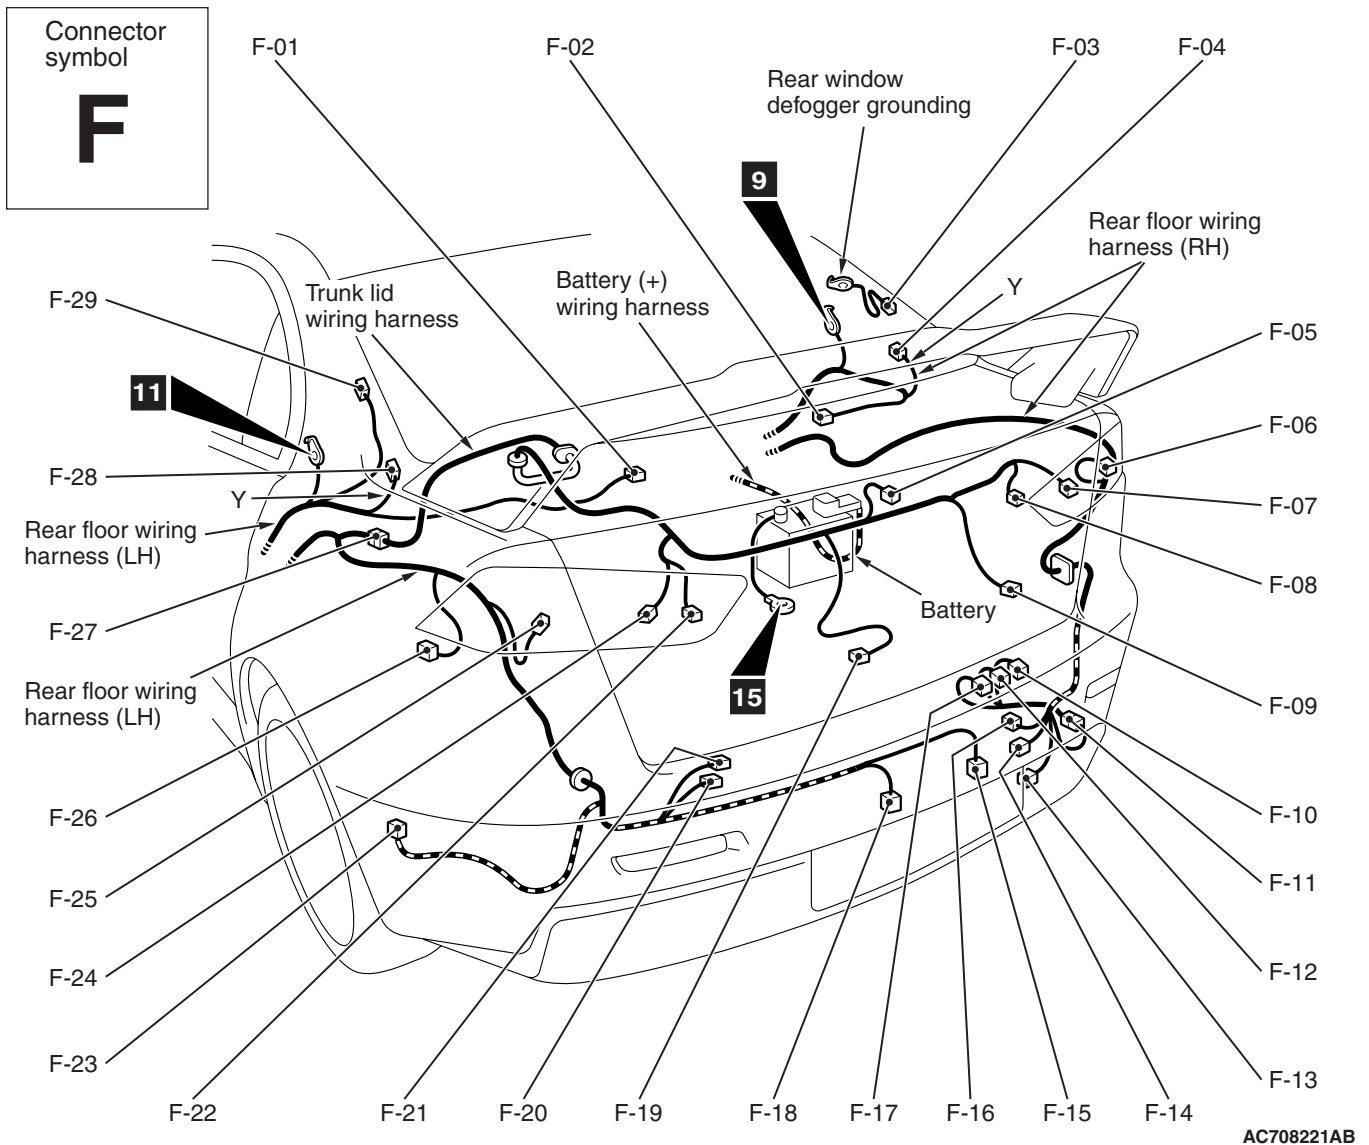 Connector
symbol
F
F-01
F-02
F-03
F-04
Rear window
defogger grounding
9
Rear floor wiring
harness (RH)
Battery (+)
wiring harness
Trunk lid
wiring harness
Y
F-29
F-05
11
F-06
F-28
Y
F-07
Rear floor wiring
harness (LH)
F-08
Battery
F-27
Rear floor wiring
harness (LH)
15
F-09
F-26
F-10
F-25
F-11
F-24
F-12
F-23
F-13
F-22
F-21
F-20
F-19
F-18
F-17
F-16
F-15
F-14
AC708221AB